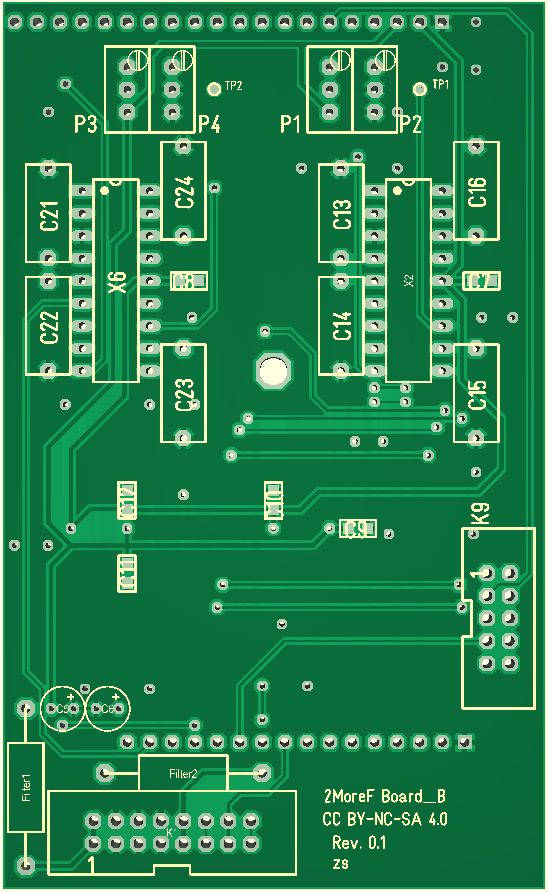 TP2
TP1
P3
P4
P1
P2
C21
C24
C13
C16
X6
X2
C8
C7
C22
C23
C14
C15
C12
C10
C9
K9
C11
1
C5
+
C6
+
Filter1
Filter2
K1
1
2MoreF Board_B
CC BY-NC-SA 4.0
Rev. 0.1
zs